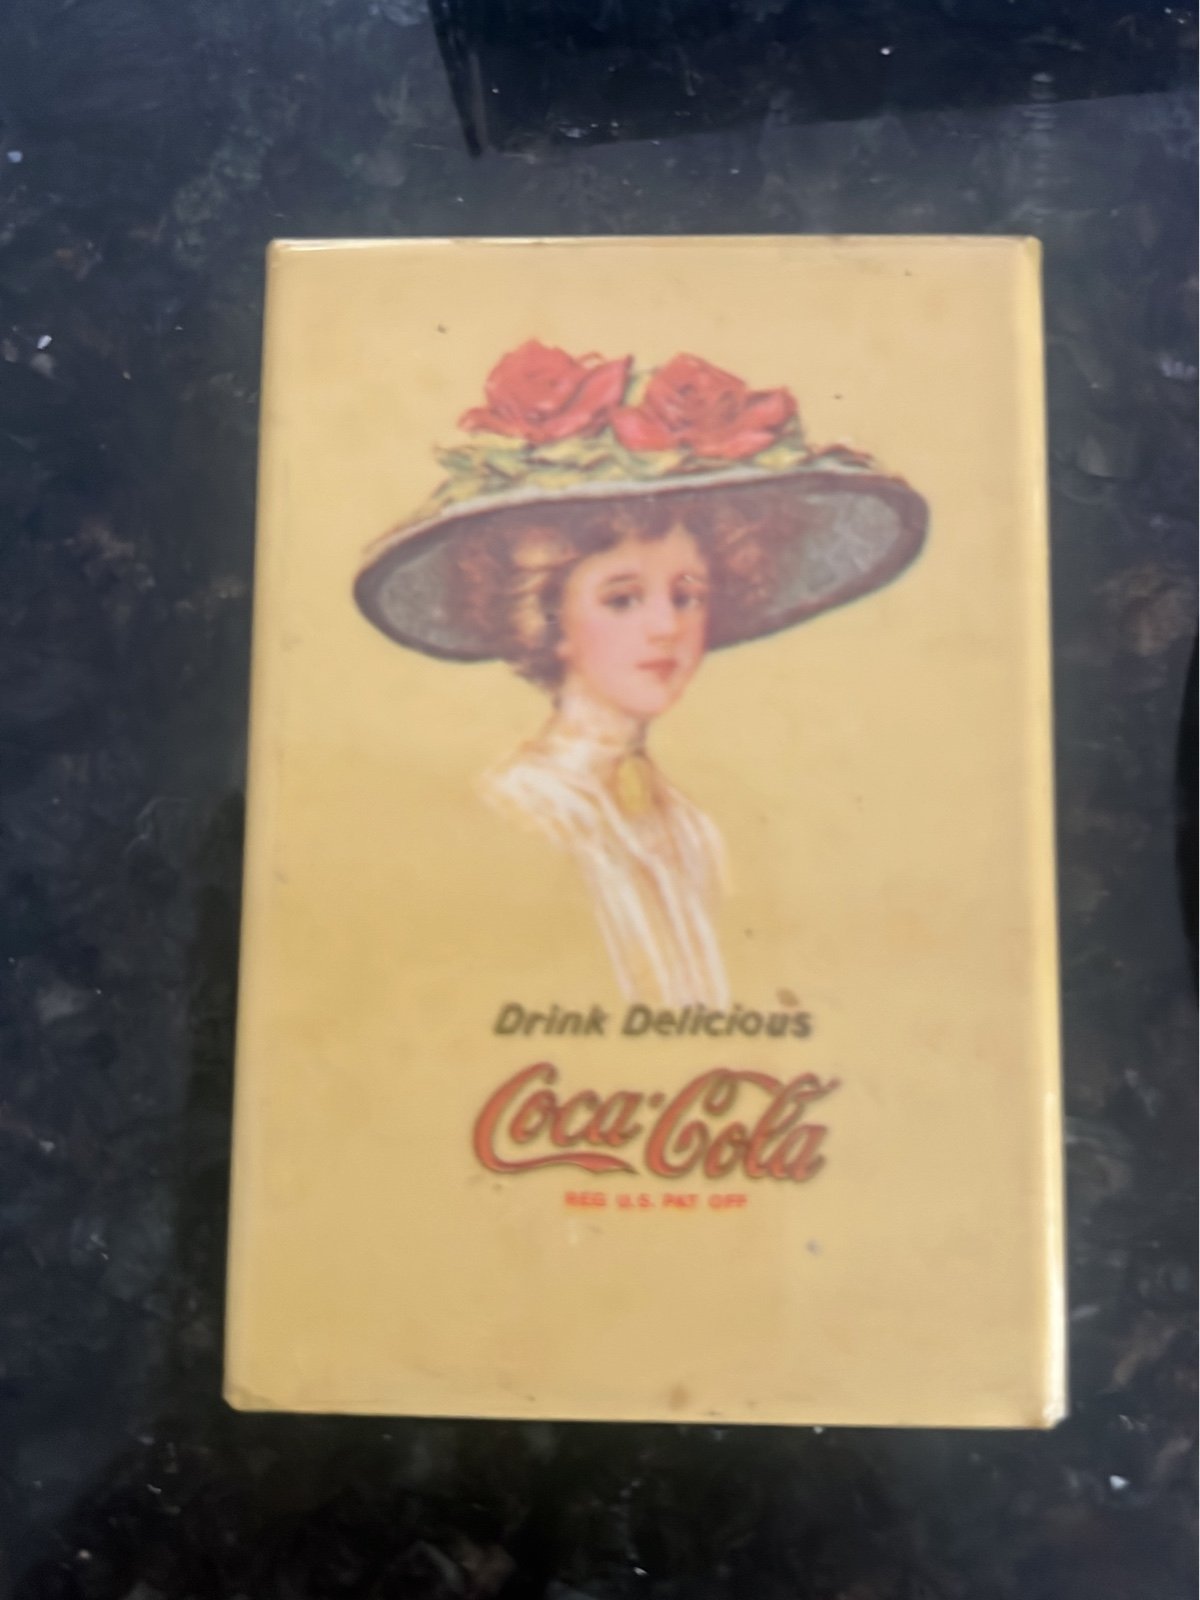 Drink Delicious
Coca-Cola
REG U.S. PAT OFF